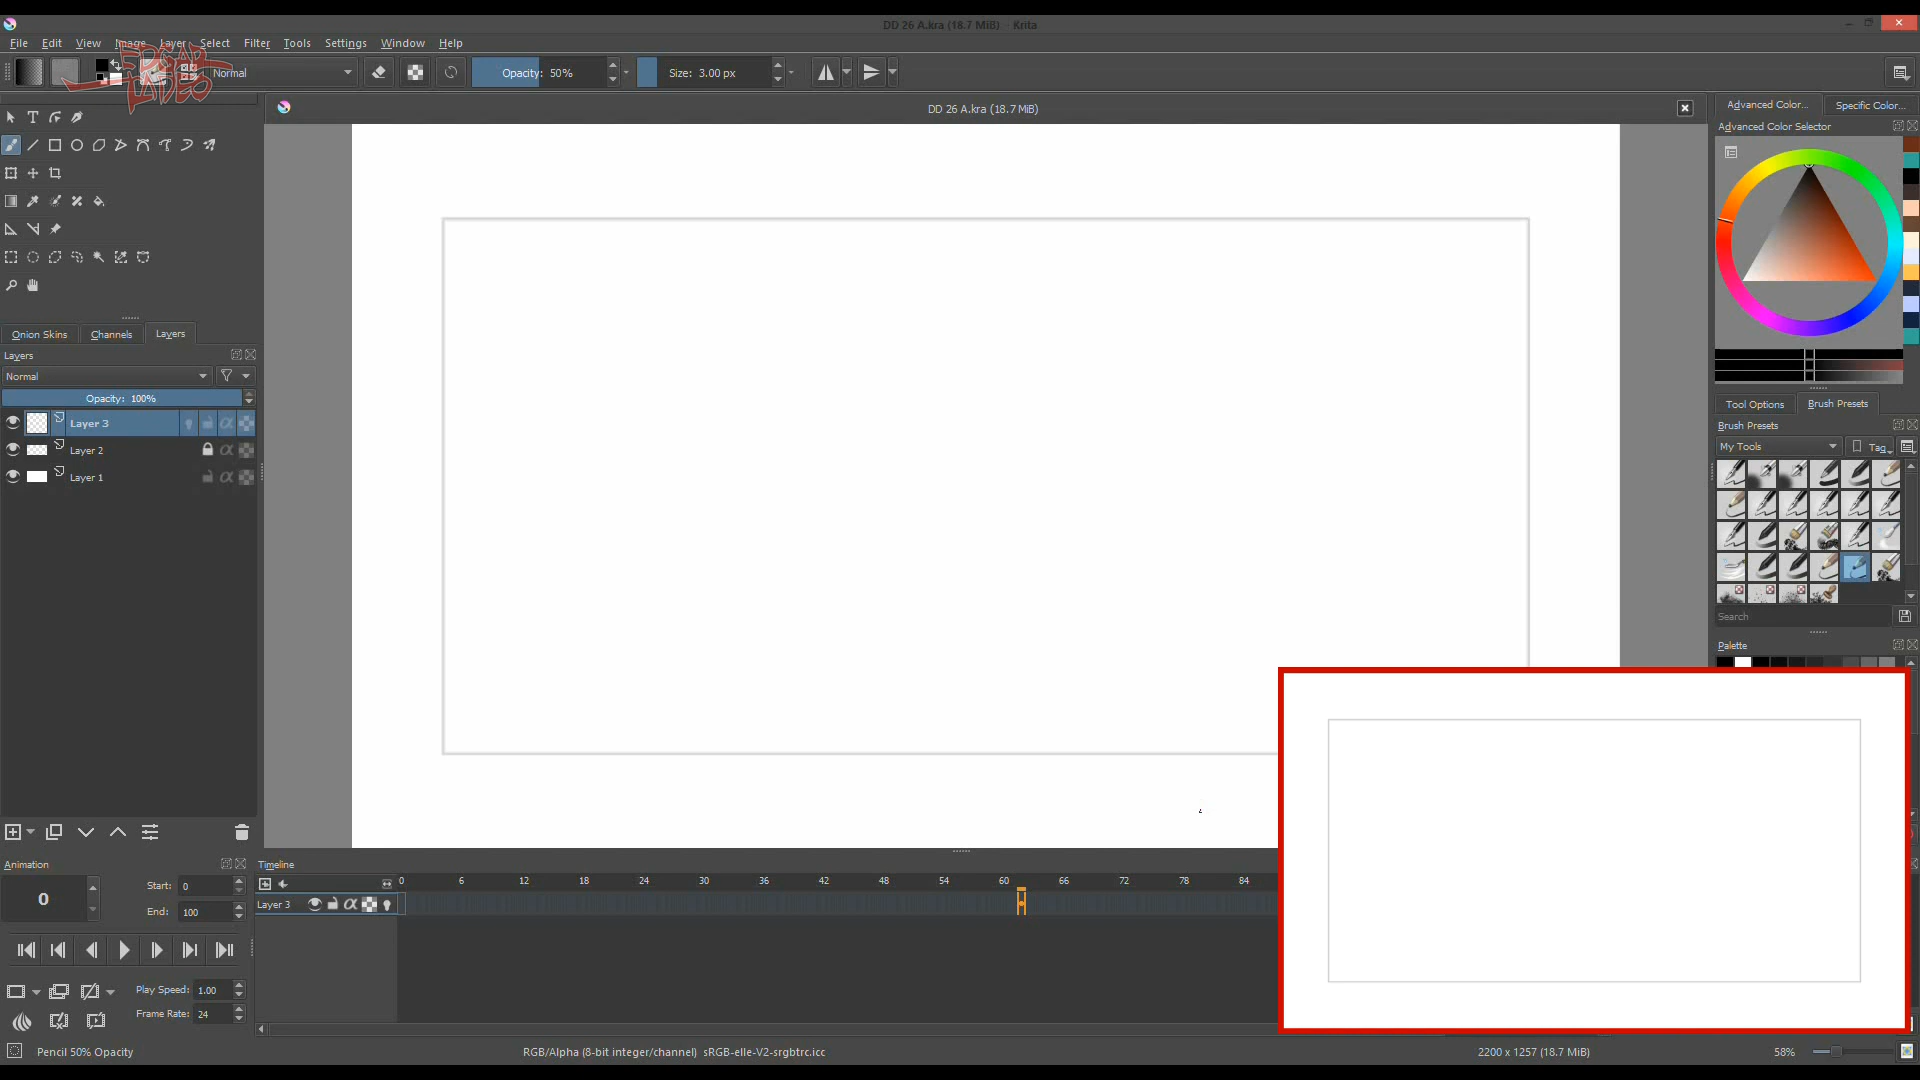 DD 26 A.kra (18.7 MiB) - Krita
File Edit View Image Layer Select Filter Tools Settings Window Help
Normal
Opacity: 50%
Size: 3.00 px
DD 26 A.kra (18.7 MiB)
Advanced Color... Specific Color...
Advanced Color Selector
Onion Skins Channels Layers
Layers
Normal
Opacity: 100%
Layer 3
Layer 2
Layer 1
Tool Options Brush Presets
Brush Presets
My Tools
Tag
Search
Palette
Animation
0
Start: 0
End: 100
Play Speed: 1.00
Frame Rate: 24
Timeline
0 6 12 18 24 30 36 42 48 54 60 66 72 78 84
Layer 3
Pencil 50% Opacity
RGB/Alpha (8-bit integer/channel) sRGB-elle-V2-srgbtrc.icc
2200 x 1257 (18.7 MiB)
58%